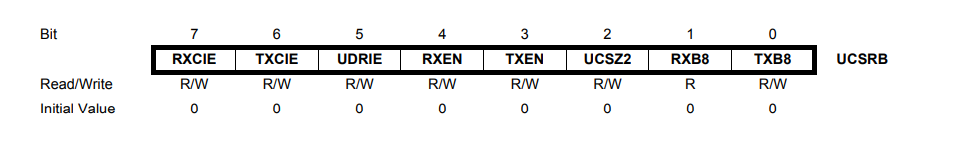 Bit 7 6 5 4 3 2 1 0
RXCIE TXCIE UDRIE RXEN TXEN UCSZ2 RXB8 TXB8 UCSRB
Read/Write R/W R/W R/W R/W R/W R/W R R/W
Initial Value 0 0 0 0 0 0 0 0